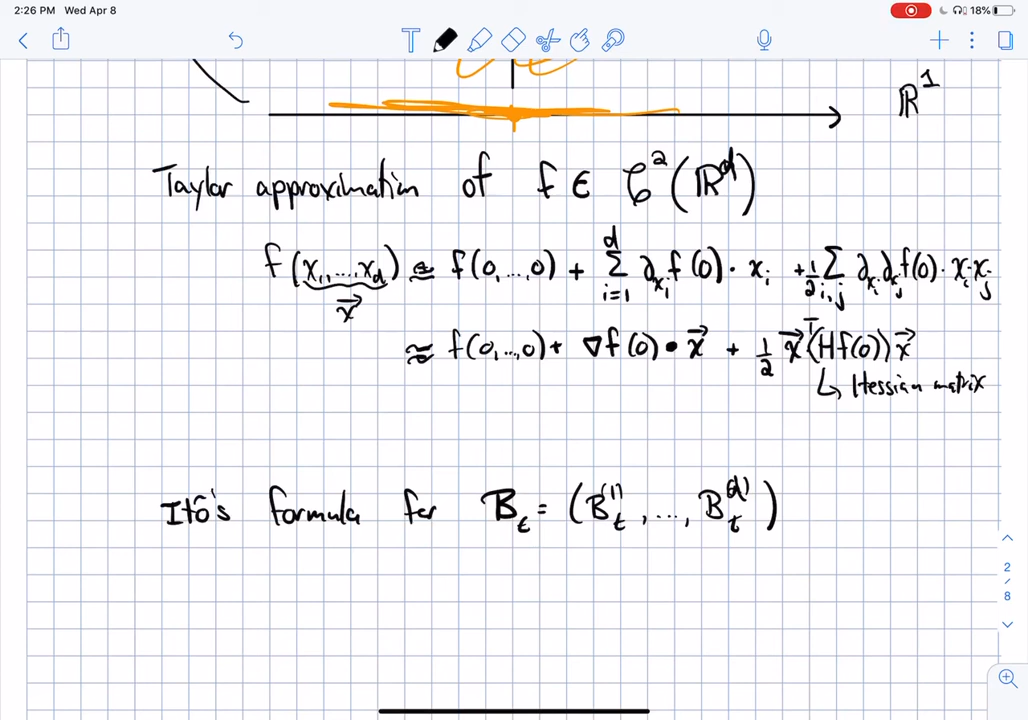 2:26 PM Wed Apr 8 18%
T
ℝ¹
Taylor approximation of f ∈ 𝒞²(ℝᵈ)
f(x₁,...,x_d) ≈ f(0,...,0) + Σ_{i=1}^{d} ∂_{x_i} f(0) · x_i + ½ Σ_{i,j} ∂_{x_i} ∂_{x_j} f(0) · x_i x_j
x⃗
≈ f(0,...,0) + ∇f(0) • x⃗ + ½ x⃗ᵀ(Hf(0)) x⃗
↳ Hessian matrix
Itô's formula for B_t = (B_t^{(1)}, ..., B_t^{(d)})
2
/
8